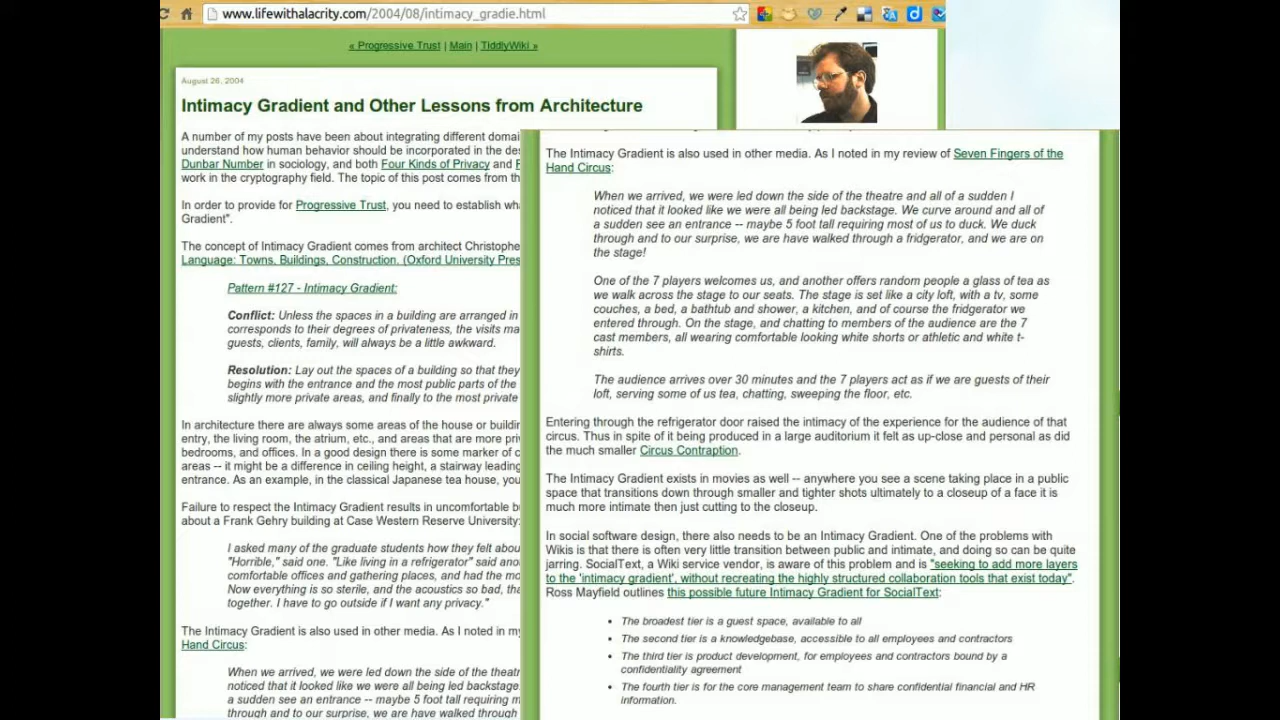 www.lifewithalacrity.com/2004/08/intimacy_gradie.html
« Progressive Trust | Main | TiddlyWiki »
August 26, 2004
Intimacy Gradient and Other Lessons from Architecture
A number of my posts have been about integrating different domai
understand how human behavior should be incorporated in the des
Dunbar Number in sociology, and both Four Kinds of Privacy and
work in the cryptography field. The topic of this post comes from th
In order to provide for Progressive Trust, you need to establish wha
Gradient".
The concept of Intimacy Gradient comes from architect Christophe
Language: Towns, Buildings, Construction. (Oxford University Pres
Pattern #127 - Intimacy Gradient:
Conflict: Unless the spaces in a building are arranged in
corresponds to their degrees of privateness, the visits ma
guests, clients, family, will always be a little awkward.
Resolution: Lay out the spaces of a building so that they
begins with the entrance and the most public parts of the
slightly more private areas, and finally to the most private
In architecture there are always some areas of the house or buildin
entry, the living room, the atrium, etc., and areas that are more priv
bedrooms, and offices. In a good design there is some marker of c
areas -- it might be a difference in ceiling height, a stairway leading
entrance. As an example, in the classical Japanese tea house, you
Failure to respect the Intimacy Gradient results in uncomfortable bu
about a Frank Gehry building at Case Western Reserve University:
I asked many of the graduate students how they felt abou
"Horrible," said one. "Like living in a refrigerator" said ano
comfortable offices and gathering places, and had the mo
Now everything is so sterile, and the acoustics so bad, tha
together. I have to go outside if I want any privacy."
The Intimacy Gradient is also used in other media. As I noted in my
Hand Circus:
When we arrived, we were led down the side of the theatr
noticed that it looked like we were all being led backstage.
a sudden see an entrance -- maybe 5 foot tall requiring m
through and to our surprise, we are have walked through
The Intimacy Gradient is also used in other media. As I noted in my review of Seven Fingers of the
Hand Circus:
When we arrived, we were led down the side of the theatre and all of a sudden I
noticed that it looked like we were all being led backstage. We curve around and all of
a sudden see an entrance -- maybe 5 foot tall requiring most of us to duck. We duck
through and to our surprise, we are have walked through a fridgerator, and we are on
the stage!
One of the 7 players welcomes us, and another offers random people a glass of tea as
we walk across the stage to our seats. The stage is set like a city loft, with a tv, some
couches, a bed, a bathtub and shower, a kitchen, and of course the fridgerator we
entered through. On the stage, and chatting to members of the audience are the 7
cast members, all wearing comfortable looking white shorts or athletic and white t-
shirts.
The audience arrives over 30 minutes and the 7 players act as if we are guests of their
loft, serving some of us tea, chatting, sweeping the floor, etc.
Entering through the refrigerator door raised the intimacy of the experience for the audience of that
circus. Thus in spite of it being produced in a large auditorium it felt as up-close and personal as did
the much smaller Circus Contraption.
The Intimacy Gradient exists in movies as well -- anywhere you see a scene taking place in a public
space that transitions down through smaller and tighter shots ultimately to a closeup of a face it is
much more intimate then just cutting to the closeup.
In social software design, there also needs to be an Intimacy Gradient. One of the problems with
Wikis is that there is often very little transition between public and intimate, and doing so can be quite
jarring. SocialText, a Wiki service vendor, is aware of this problem and is "seeking to add more layers
to the 'intimacy gradient', without recreating the highly structured collaboration tools that exist today".
Ross Mayfield outlines this possible future Intimacy Gradient for SocialText:
• The broadest tier is a guest space, available to all
• The second tier is a knowledgebase, accessible to all employees and contractors
• The third tier is product development, for employees and contractors bound by a
confidentiality agreement
• The fourth tier is for the core management team to share confidential financial and HR
information.